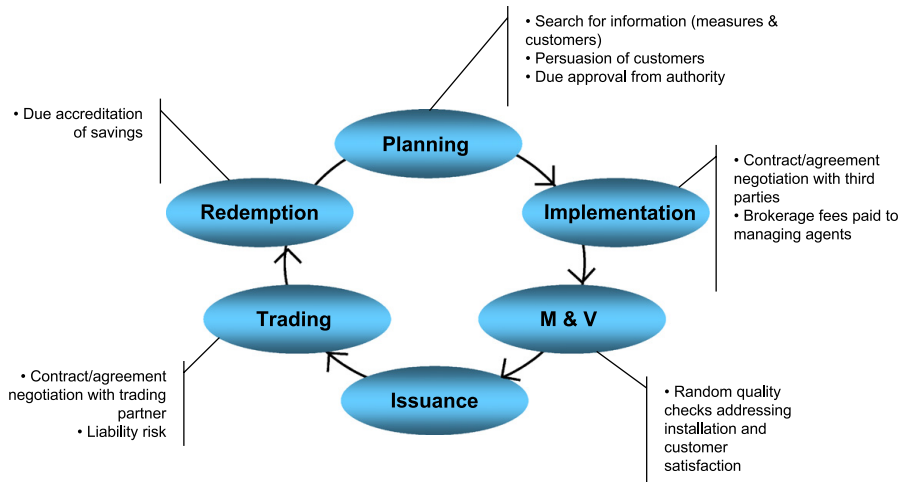 • Search for information (measures &
customers)
• Persuasion of customers
• Due approval from authority
• Due accreditation
of savings
Planning
• Contract/agreement
negotiation with third
parties
• Brokerage fees paid to
managing agents
Redemption
Implementation
Trading
M & V
• Contract/agreement
negotiation with trading
partner
• Liability risk
Issuance
• Random quality
checks addressing
installation and
customer
satisfaction